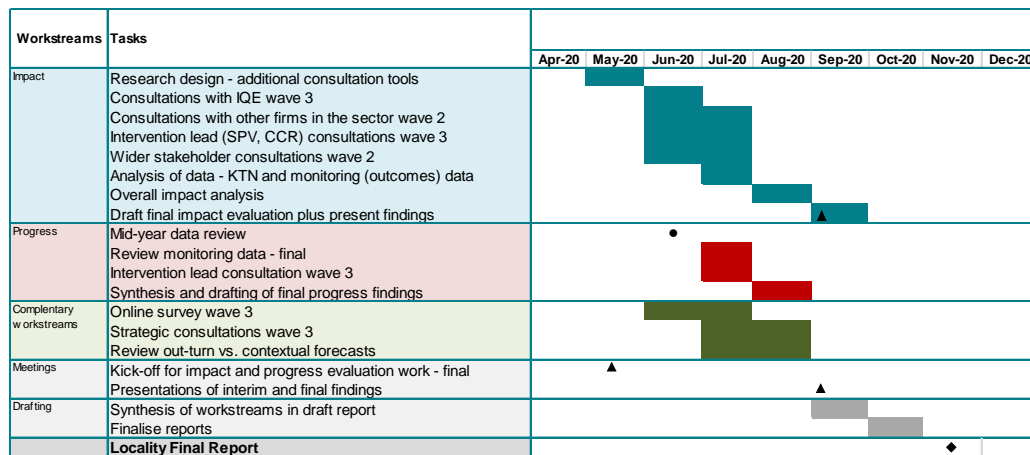 Workstreams Tasks
Apr-20 May-20 Jun-20 Jul-20 Aug-20 Sep-20 Oct-20 Nov-20 Dec-20
Impact Research design - additional consultation tools
Consultations with IQE wave 3
Consultations with other firms in the sector wave 2
Intervention lead (SPV, CCR) consultations wave 3
Wider stakeholder consultations wave 2
Analysis of data - KTN and monitoring (outcomes) data
Overall impact analysis
Draft final impact evaluation plus present findings
Progress Mid-year data review
Review monitoring data - final
Intervention lead consultation wave 3
Synthesis and drafting of final progress findings
Complentary Online survey wave 3
workstreams Strategic consultations wave 3
Review out-turn vs. contextual forecasts
Meetings Kick-off for impact and progress evaluation work - final
Presentations of interim and final findings
Drafting Synthesis of workstreams in draft report
Finalise reports
Locality Final Report